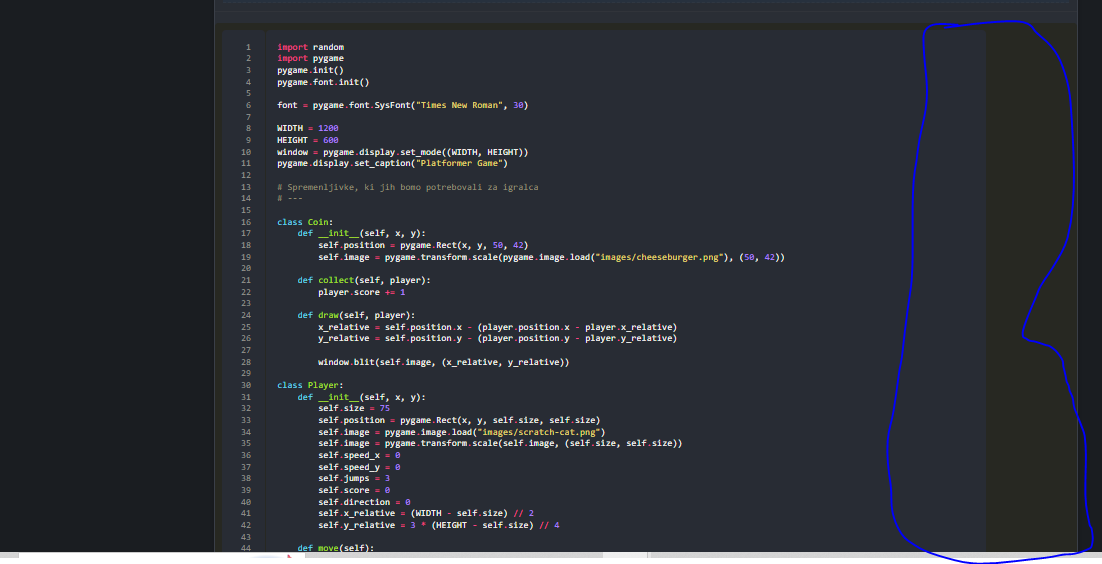 1 import random
2 import pygame
3 pygame.init()
4 pygame.font.init()
5
6 font = pygame.font.SysFont("Times New Roman", 30)
7
8 WIDTH = 1200
9 HEIGHT = 600
10 window = pygame.display.set_mode((WIDTH, HEIGHT))
11 pygame.display.set_caption("Platformer Game")
12
13 # Spremenljivke, ki jih bomo potrebovali za igralca
14 # ---
15
16 class Coin:
17 def __init__(self, x, y):
18 self.position = pygame.Rect(x, y, 50, 42)
19 self.image = pygame.transform.scale(pygame.image.load("images/cheeseburger.png"), (50, 42))
20
21 def collect(self, player):
22 player.score += 1
23
24 def draw(self, player):
25 x_relative = self.position.x - (player.position.x - player.x_relative)
26 y_relative = self.position.y - (player.position.y - player.y_relative)
27
28 window.blit(self.image, (x_relative, y_relative))
29
30 class Player:
31 def __init__(self, x, y):
32 self.size = 75
33 self.position = pygame.Rect(x, y, self.size, self.size)
34 self.image = pygame.image.load("images/scratch-cat.png")
35 self.image = pygame.transform.scale(self.image, (self.size, self.size))
36 self.speed_x = 0
37 self.speed_y = 0
38 self.jumps = 3
39 self.score = 0
40 self.direction = 0
41 self.x_relative = (WIDTH - self.size) // 2
42 self.y_relative = 3 * (HEIGHT - self.size) // 4
43
44 def move(self):